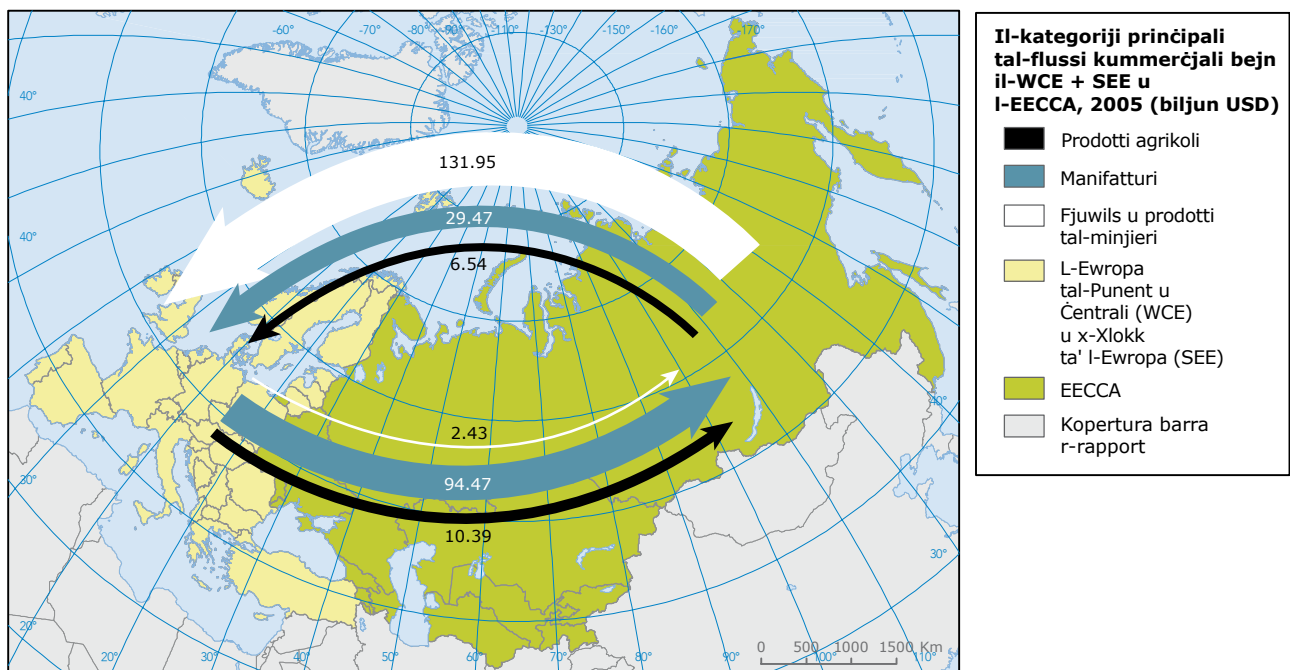 -60° -70° -80° -90° -110° -130° -150° -160° -170°
40°
40°
30°
20°
131.95
29.47
6.54
2.43
94.47
10.39
40°
30°
0 500 1000 1500 Km
20° 30° 40° 50° 60° 70° 80° 90° 100° 110°
Il-kategoriji prinċipali
tal-flussi kummerċjali bejn
il-WCE + SEE u
l-EECCA, 2005 (biljun USD)
Prodotti agrikoli
Manifatturi
Fjuwils u prodotti
tal-minjieri
L-Ewropa
tal-Punent u
Ċentrali (WCE)
u x-Xlokk
ta' l-Ewropa (SEE)
EECCA
Kopertura barra
r-rapport